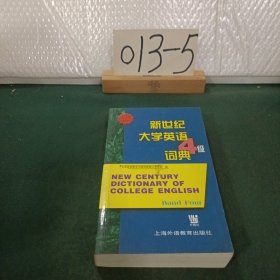 013-5
新世纪
大学英语
4级
词典
NEW CENTURY
DICTIONARY OF
COLLEGE ENGLISH
Band Four
上海外语教育出版社